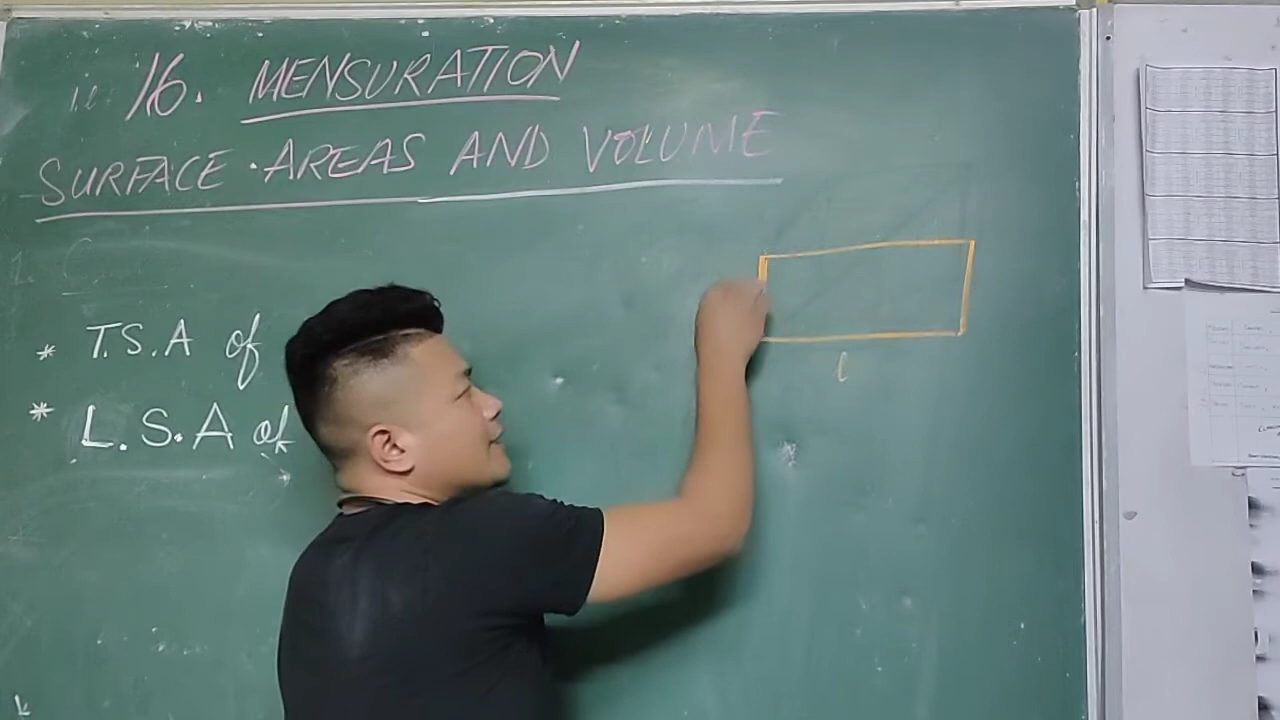 16. MENSURATION
SURFACE AREAS AND VOLUME
* T.S.A of
* L.S.A of
l